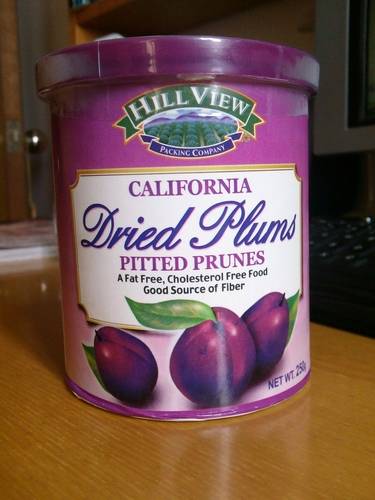 HILL VIEW
PACKING COMPANY
CALIFORNIA
Dried Plums
PITTED PRUNES
A Fat Free, Cholesterol Free Food
Good Source of Fiber
NET WT. 250g